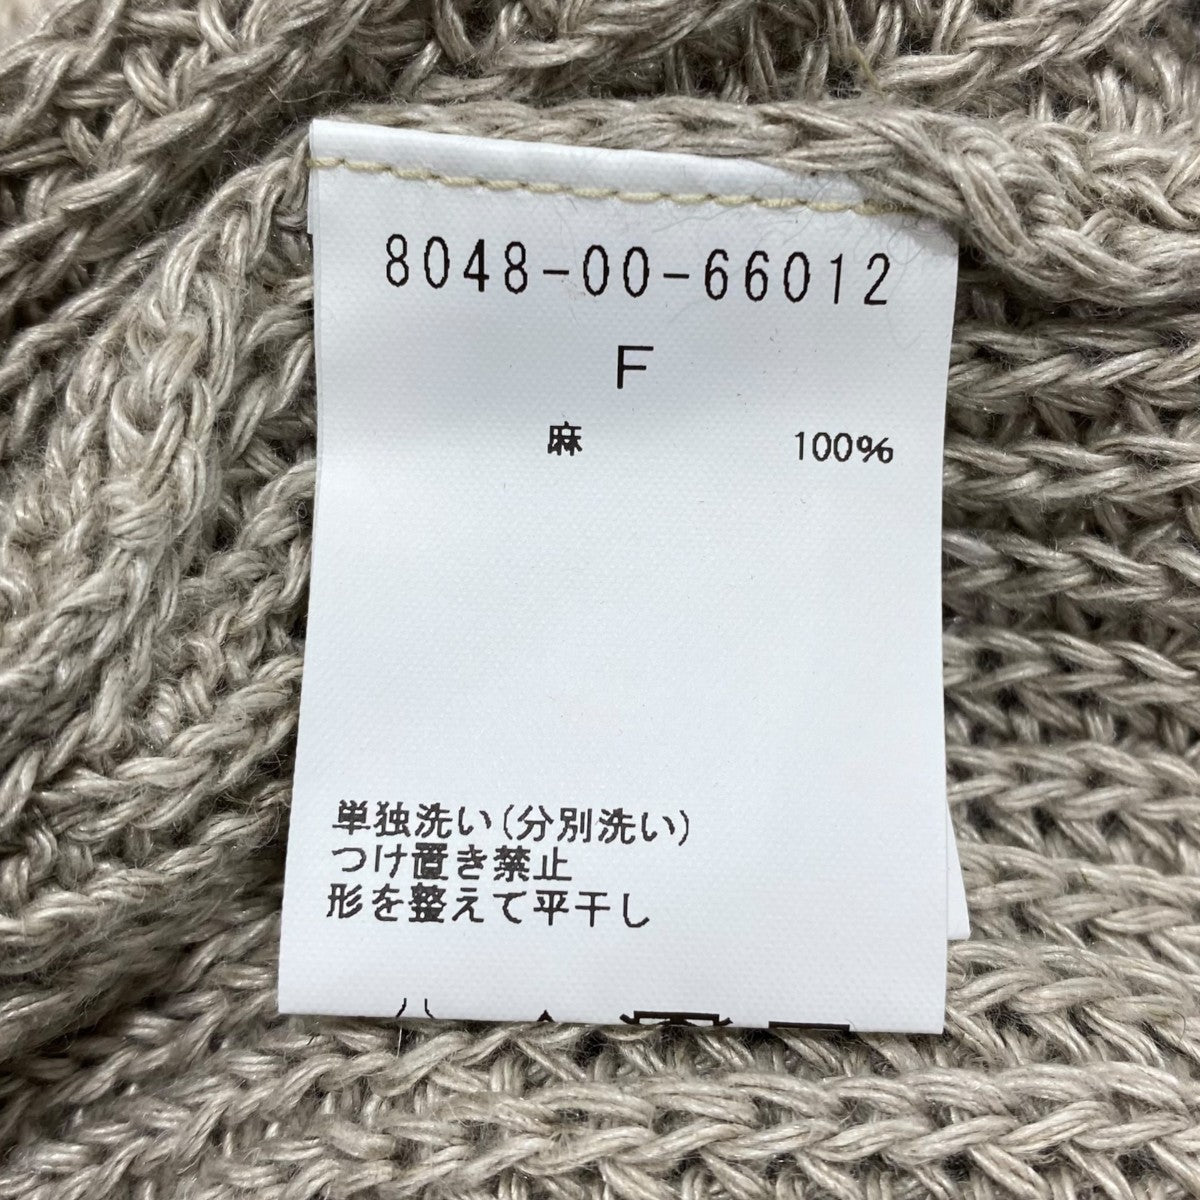 8048-00-66012
F
麻 100%
単独洗い(分別洗い)
つけ置き禁止
形を整えて平干し